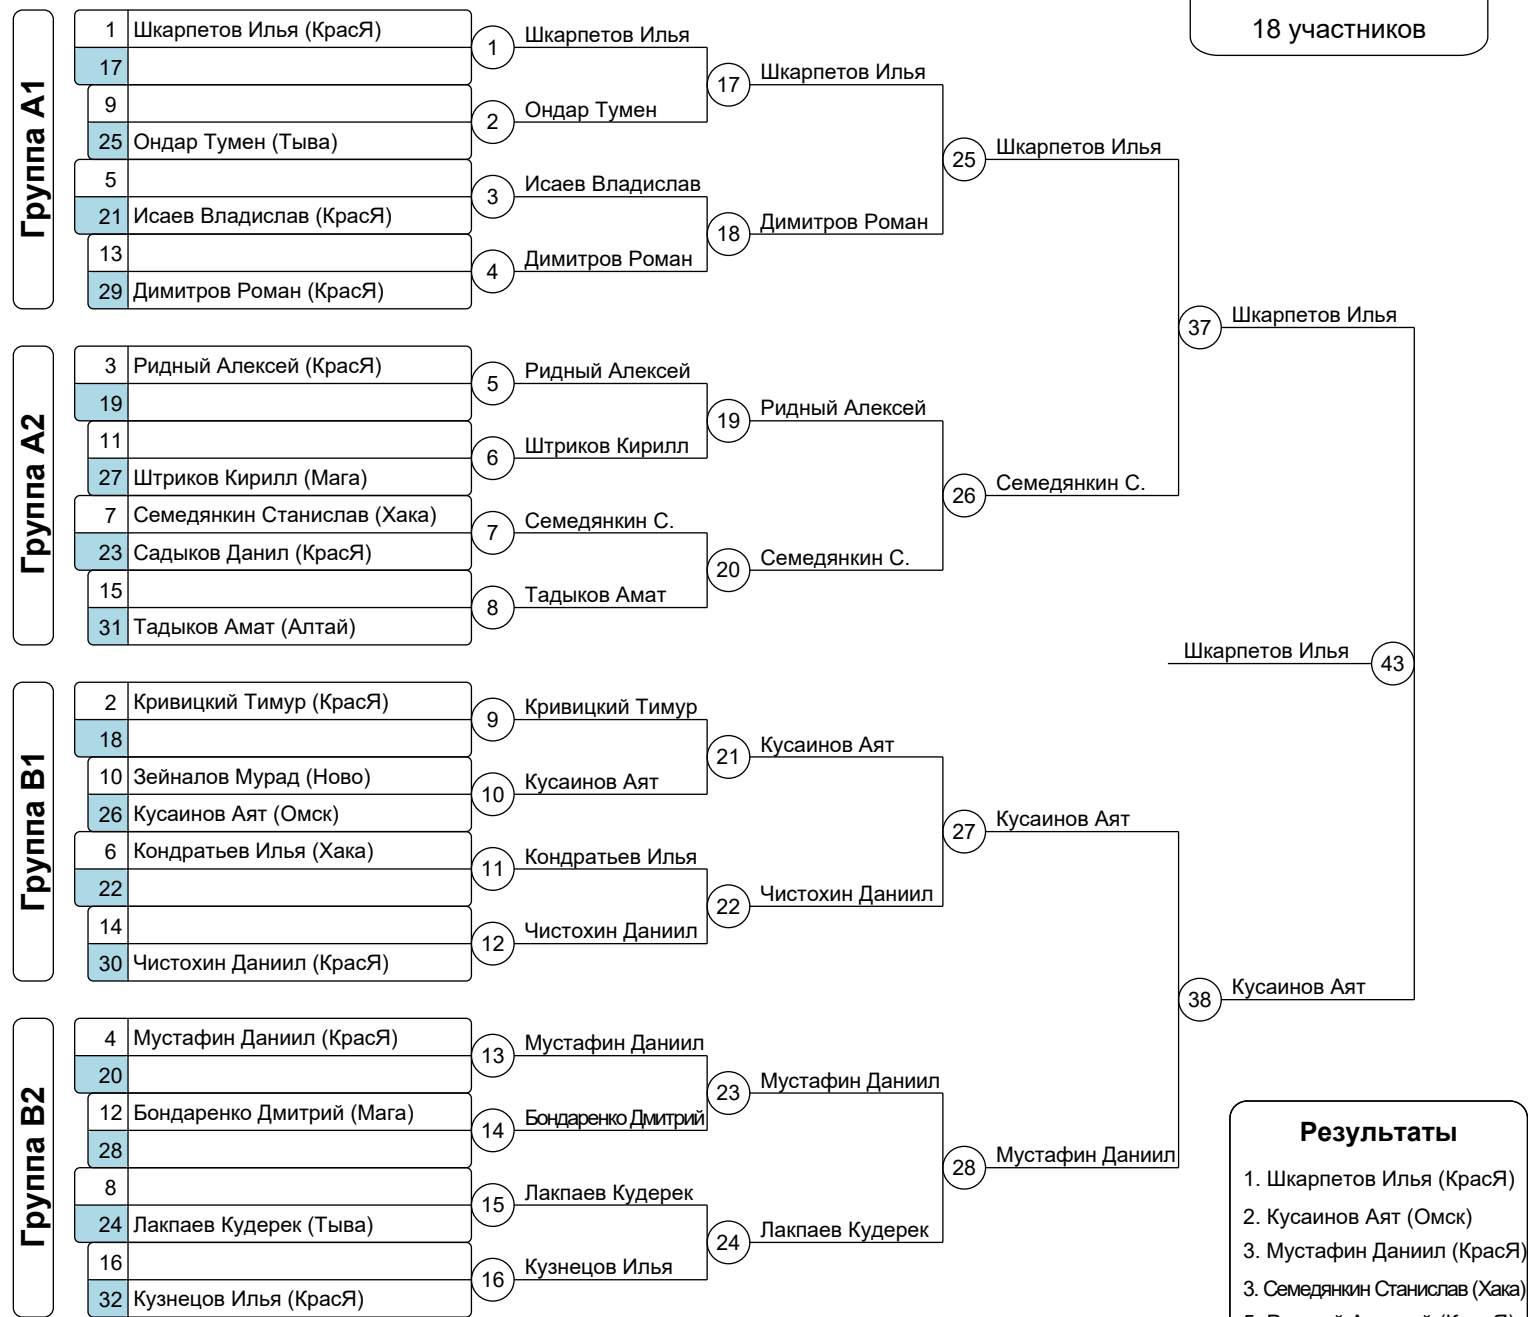 18 участников
Группа A1
1 Шкарпетов Илья (КрасЯ)
17
9
25 Ондар Тумен (Тыва)
5
21 Исаев Владислав (КрасЯ)
13
29 Димитров Роман (КрасЯ)
1 Шкарпетов Илья
2 Ондар Тумен
3 Исаев Владислав
4 Димитров Роман
17 Шкарпетов Илья
18 Димитров Роман
25 Шкарпетов Илья
Группа A2
3 Ридный Алексей (КрасЯ)
19
11
27 Штриков Кирилл (Мага)
7 Семедянкин Станислав (Хака)
23 Садыков Данил (КрасЯ)
15
31 Тадыков Амат (Алтай)
5 Ридный Алексей
6 Штриков Кирилл
7 Семедянкин С.
8 Тадыков Амат
19 Ридный Алексей
20 Семедянкин С.
26 Семедянкин С.
37 Шкарпетов Илья
Шкарпетов Илья 43
Группа B1
2 Кривицкий Тимур (КрасЯ)
18
10 Зейналов Мурад (Ново)
26 Кусаинов Аят (Омск)
6 Кондратьев Илья (Хака)
22
14
30 Чистохин Даниил (КрасЯ)
9 Кривицкий Тимур
10 Кусаинов Аят
11 Кондратьев Илья
12 Чистохин Даниил
21 Кусаинов Аят
22 Чистохин Даниил
27 Кусаинов Аят
Группа B2
4 Мустафин Даниил (КрасЯ)
20
12 Бондаренко Дмитрий (Мага)
28
8
24 Лакпаев Кудерек (Тыва)
16
32 Кузнецов Илья (КрасЯ)
13 Мустафин Даниил
14 Бондаренко Дмитрий
15 Лакпаев Кудерек
16 Кузнецов Илья
23 Мустафин Даниил
24 Лакпаев Кудерек
28 Мустафин Даниил
38 Кусаинов Аят
Результаты
1. Шкарпетов Илья (КрасЯ)
2. Кусаинов Аят (Омск)
3. Мустафин Даниил (КрасЯ)
3. Семедянкин Станислав (Хака)